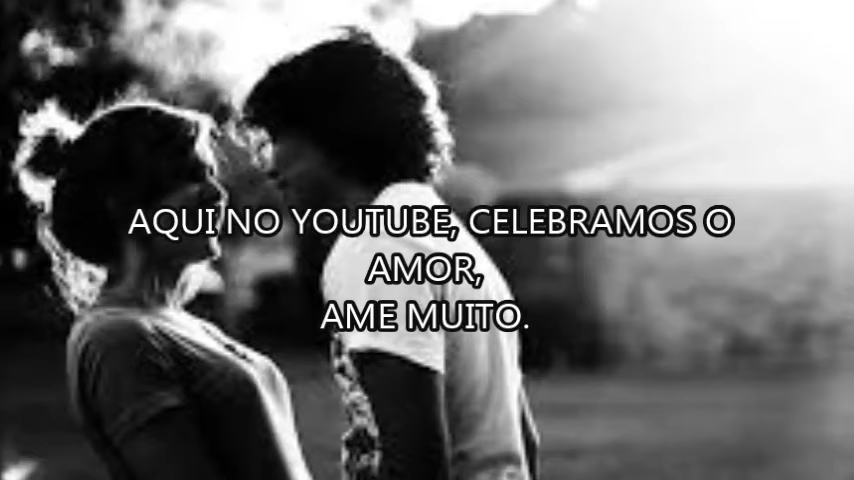 AQUI NO YOUTUBE, CELEBRAMOS O
AMOR,
AME MUITO.